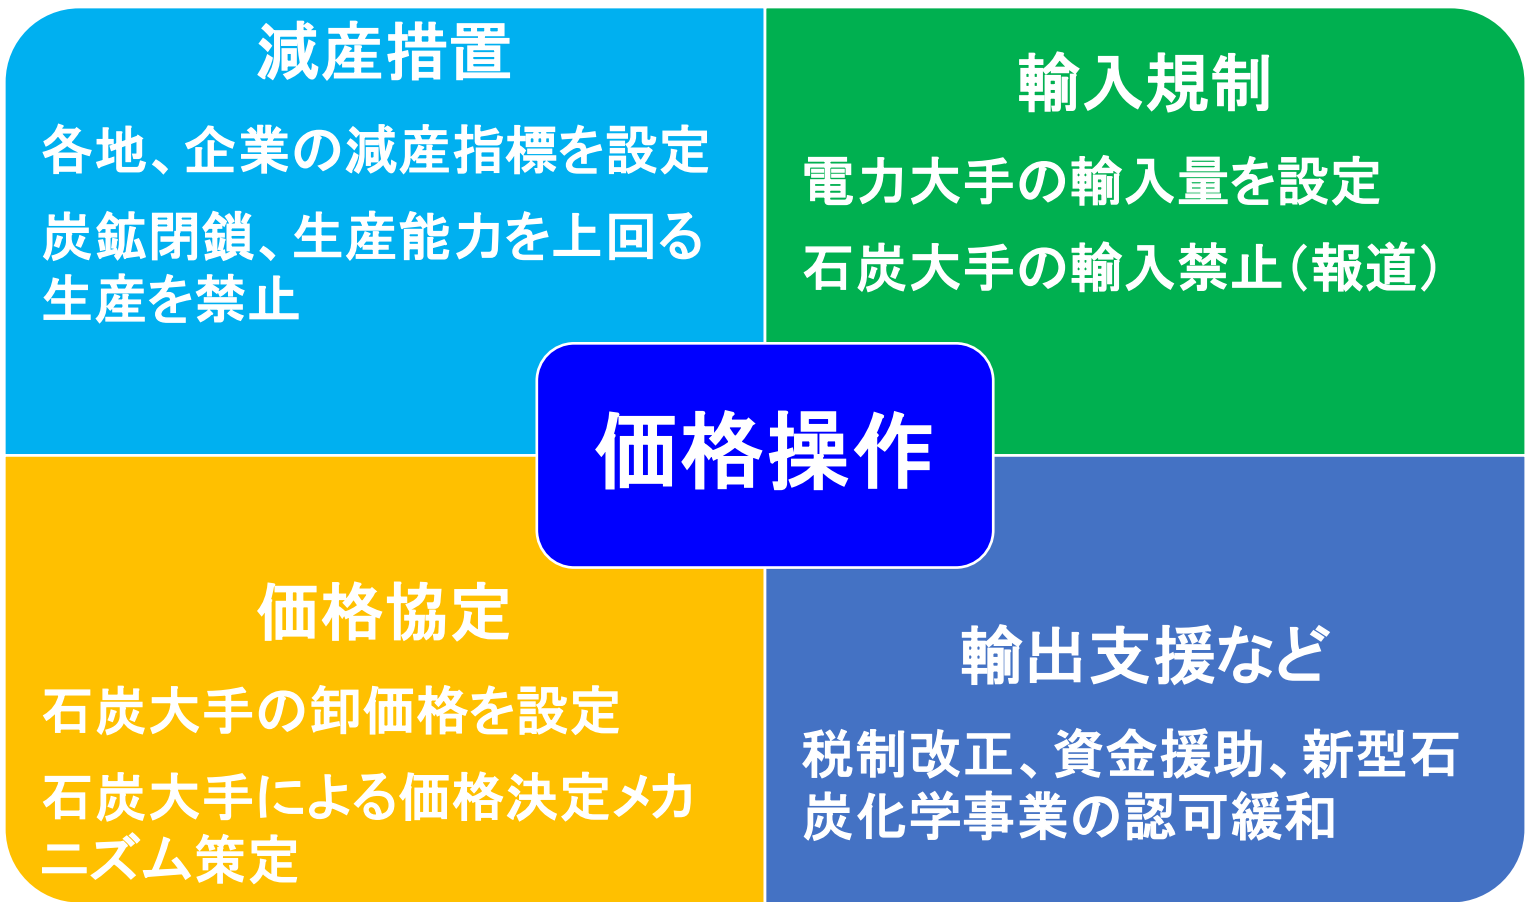 減産措置
各地、企業の減産指標を設定
炭鉱閉鎖、生産能力を上回る
生産を禁止
輸入規制
電力大手の輸入量を設定
石炭大手の輸入禁止（報道）
価格操作
価格協定
石炭大手の卸価格を設定
石炭大手による価格決定メカ
ニズム策定
輸出支援など
税制改正、資金援助、新型石
炭化学事業の認可緩和